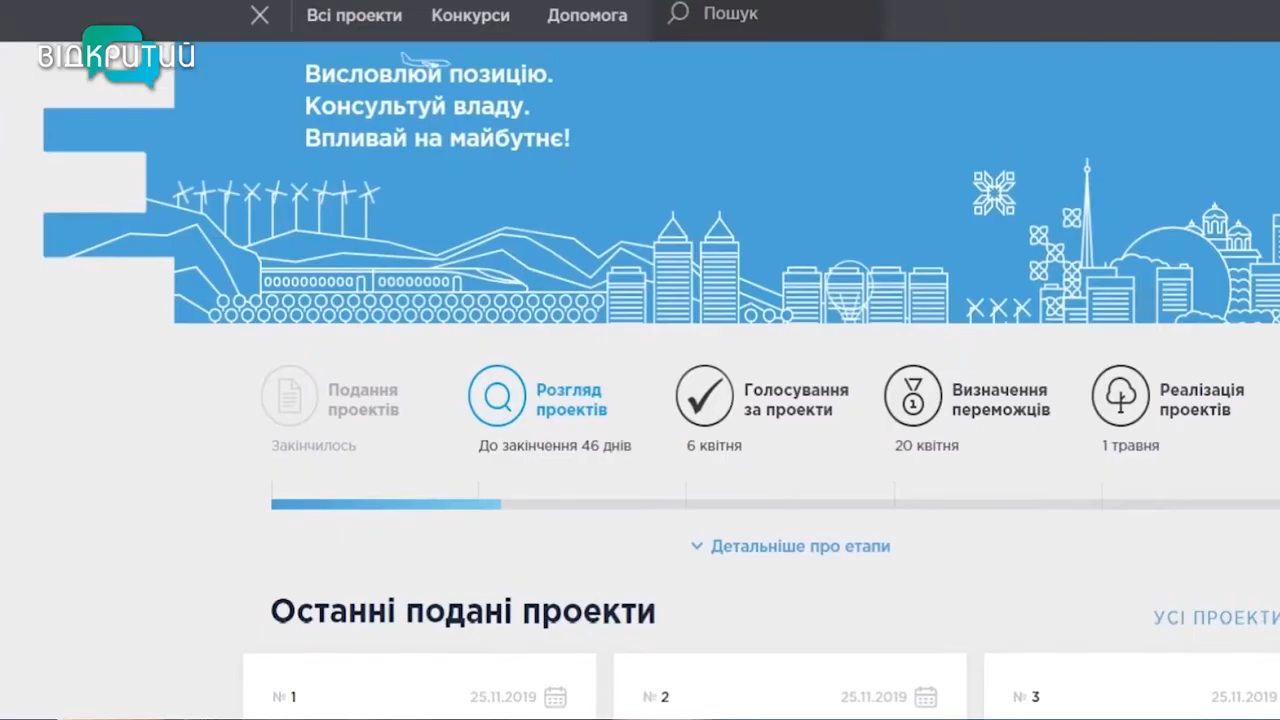 Всі проекти Конкурси Допомога Пошук
ВІДКРИТИЙ
Висловлюй позицію.
Консультуй владу.
Впливай на майбутнє!
1
Подання
проектів
Закінчилось
Розгляд
проектів
До закінчення 46 днів
Голосування
за проекти
6 квітня
Визначення
переможців
20 квітня
Реалізація
проектів
1 травня
Детальніше про етапи
Останні подані проекти
УСІ ПРОЕКТИ
№ 1 25.11.2019
№ 2 25.11.2019
№ 3 25.11.2019